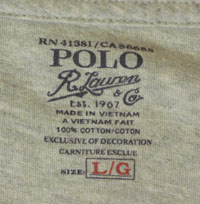 RN 41381/CA 56688
POLO
R. Lauren
& Co
EST. 1967
MADE IN VIETNAM
A VIETNAM FAIT
100% COTTON/COTON
EXCLUSIVE OF DECORATION
GARNITURE EXCLUE
SIZE: L/G